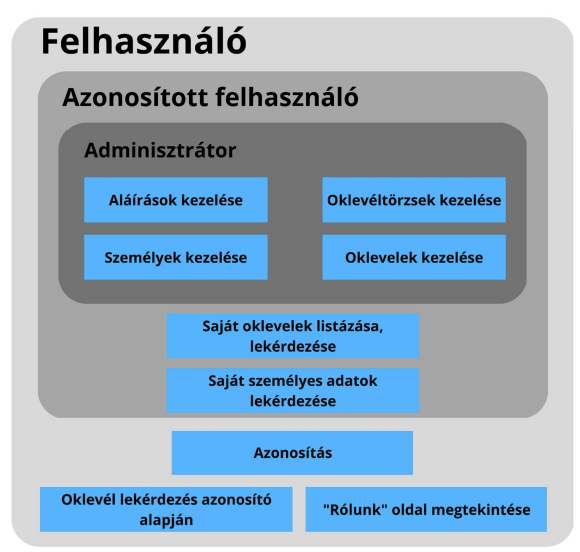 Felhasználó
Azonosított felhasználó
Adminisztrátor
Aláírások kezelése
Oklevéltörzsek kezelése
Személyek kezelése
Oklevelek kezelése
Saját oklevelek listázása,
lekérdezése
Saját személyes adatok
lekérdezése
Azonosítás
Oklevél lekérdezés azonosító
alapján
"Rólunk" oldal megtekintése